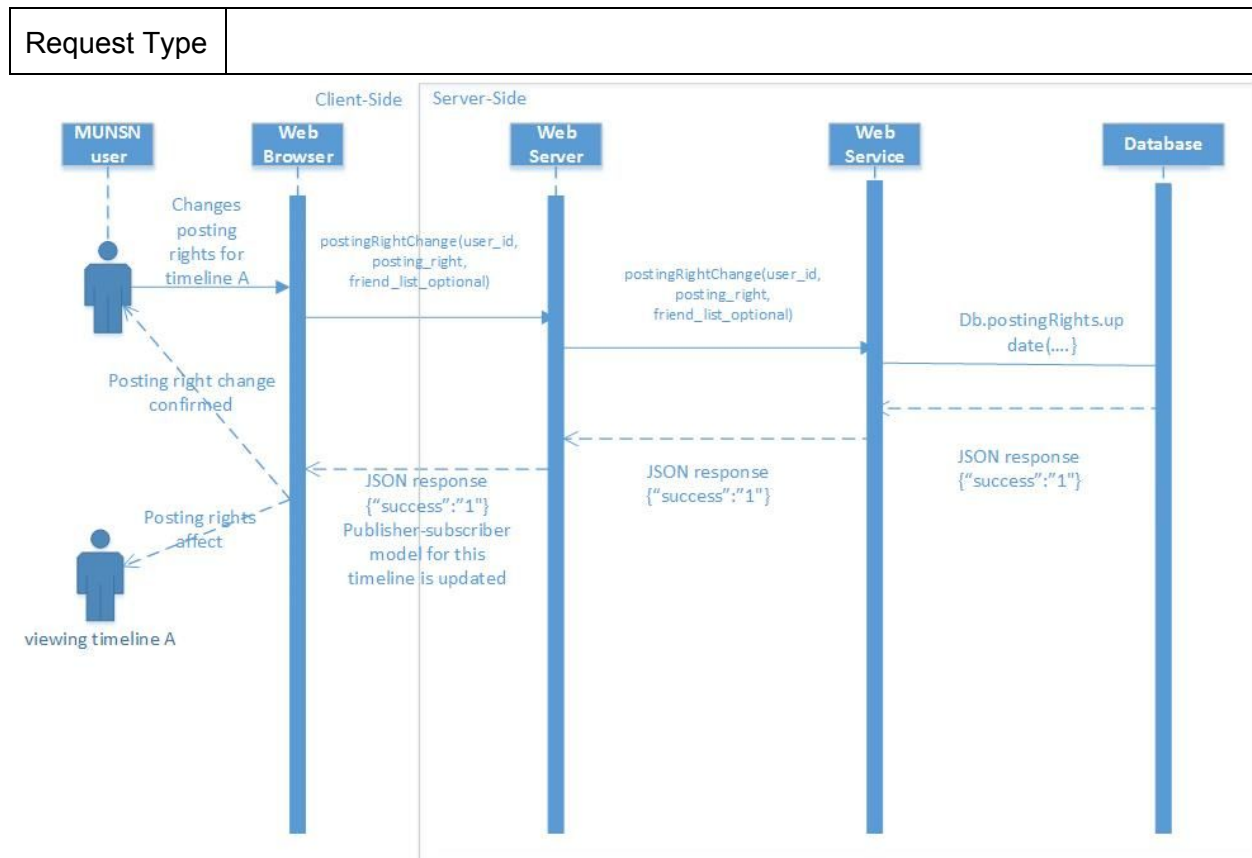 Request Type
Client-Side
Server-Side
MUNSN
user
Web
Browser
Web
Server
Web
Service
Database
Changes
posting
rights for
timeline A
postingRightChange(user_id,
posting_right,
friend_list_optional)
postingRightChange(user_id,
posting_right,
friend_list_optional)
Db.postingRights.up
date(....}
Posting right change
confirmed
JSON response
{“success":”1"}
Publisher-subscriber
model for this
timeline is updated
JSON response
{“success":”1"}
JSON response
{“success":”1"}
Posting rights
affect
viewing timeline A